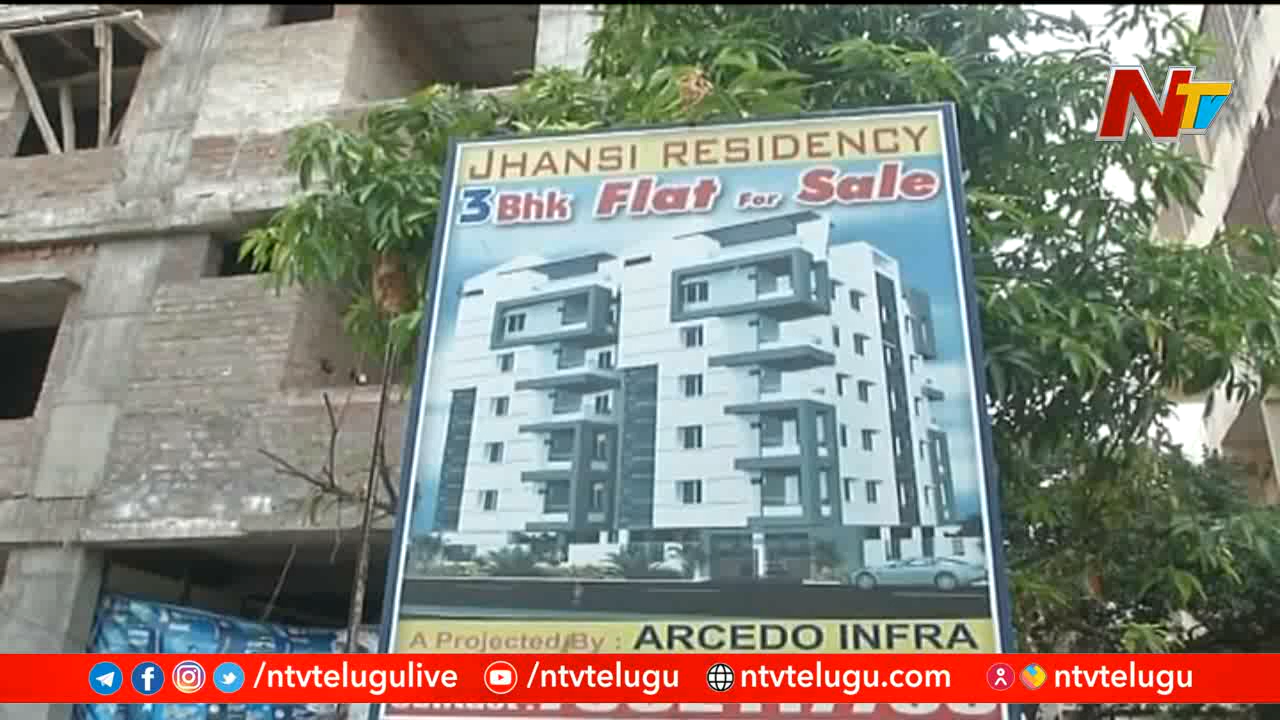 NTV
JHANSI RESIDENCY
3 Bhk Flat For Sale
A Projected By : ARCEDO INFRA
/ntvtelugulive /ntvtelugu ntvtelugu.com ntvtelugu